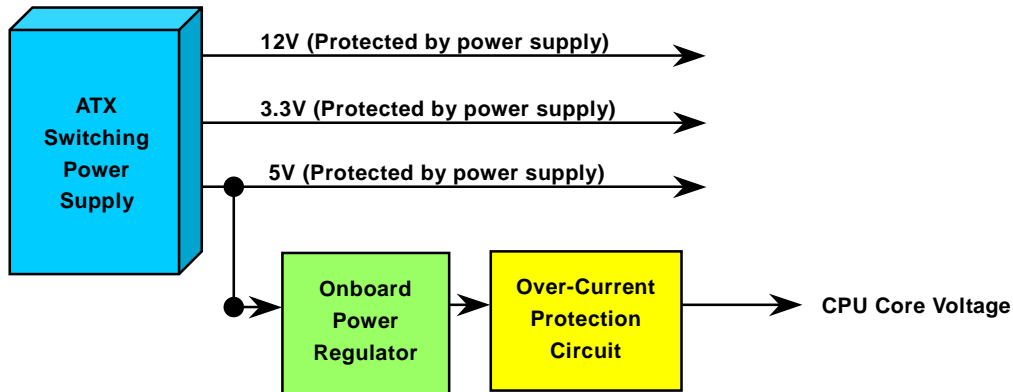 12V (Protected by power supply)
ATX
Switching
Power
Supply
3.3V (Protected by power supply)
5V (Protected by power supply)
Onboard
Power
Regulator
Over-Current
Protection
Circuit
CPU Core Voltage